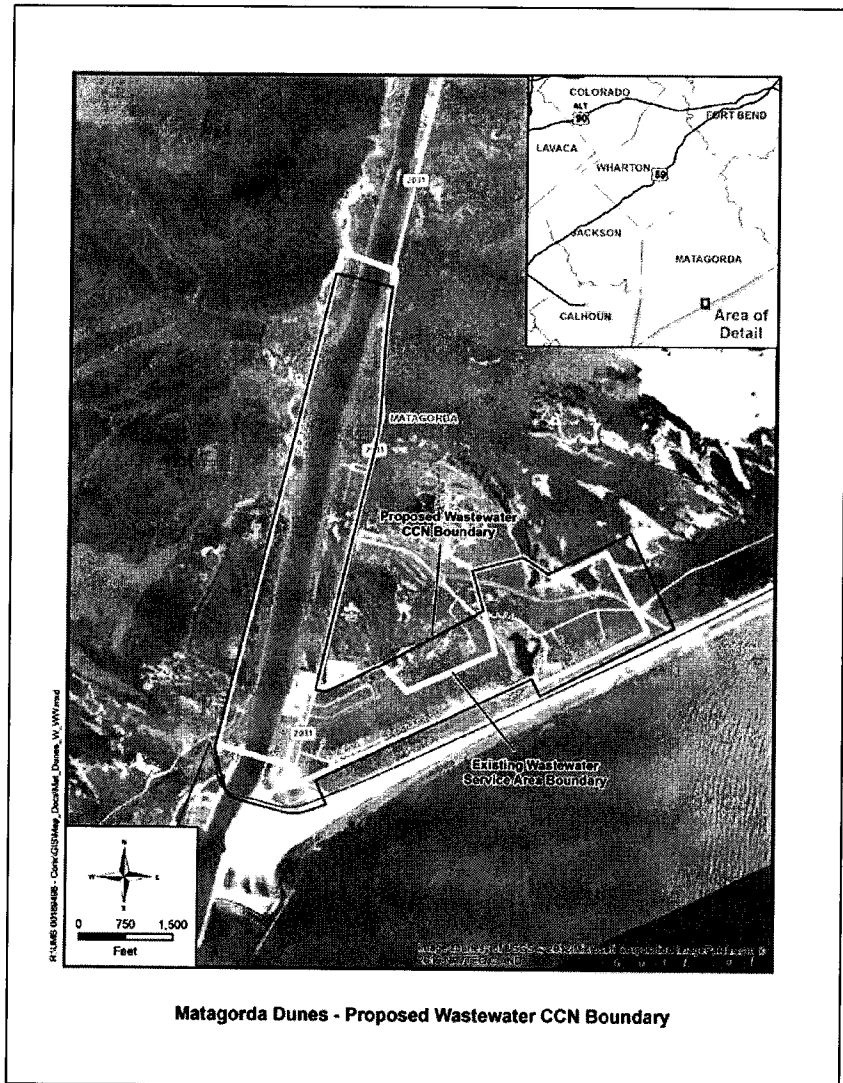 COLORADO
ALT
90
FORT BEND
LAVACA
WHARTON
59
JACKSON
MATAGORDA
CALHOUN
Area of
Detail
2031
MATAGORDA
2031
Proposed Wastewater
CCN Boundary
2031
Existing Wastewater
Service Area Boundary
N
W E
S
0 750 1,500
Feet
Matagorda Dunes - Proposed Wastewater CCN Boundary